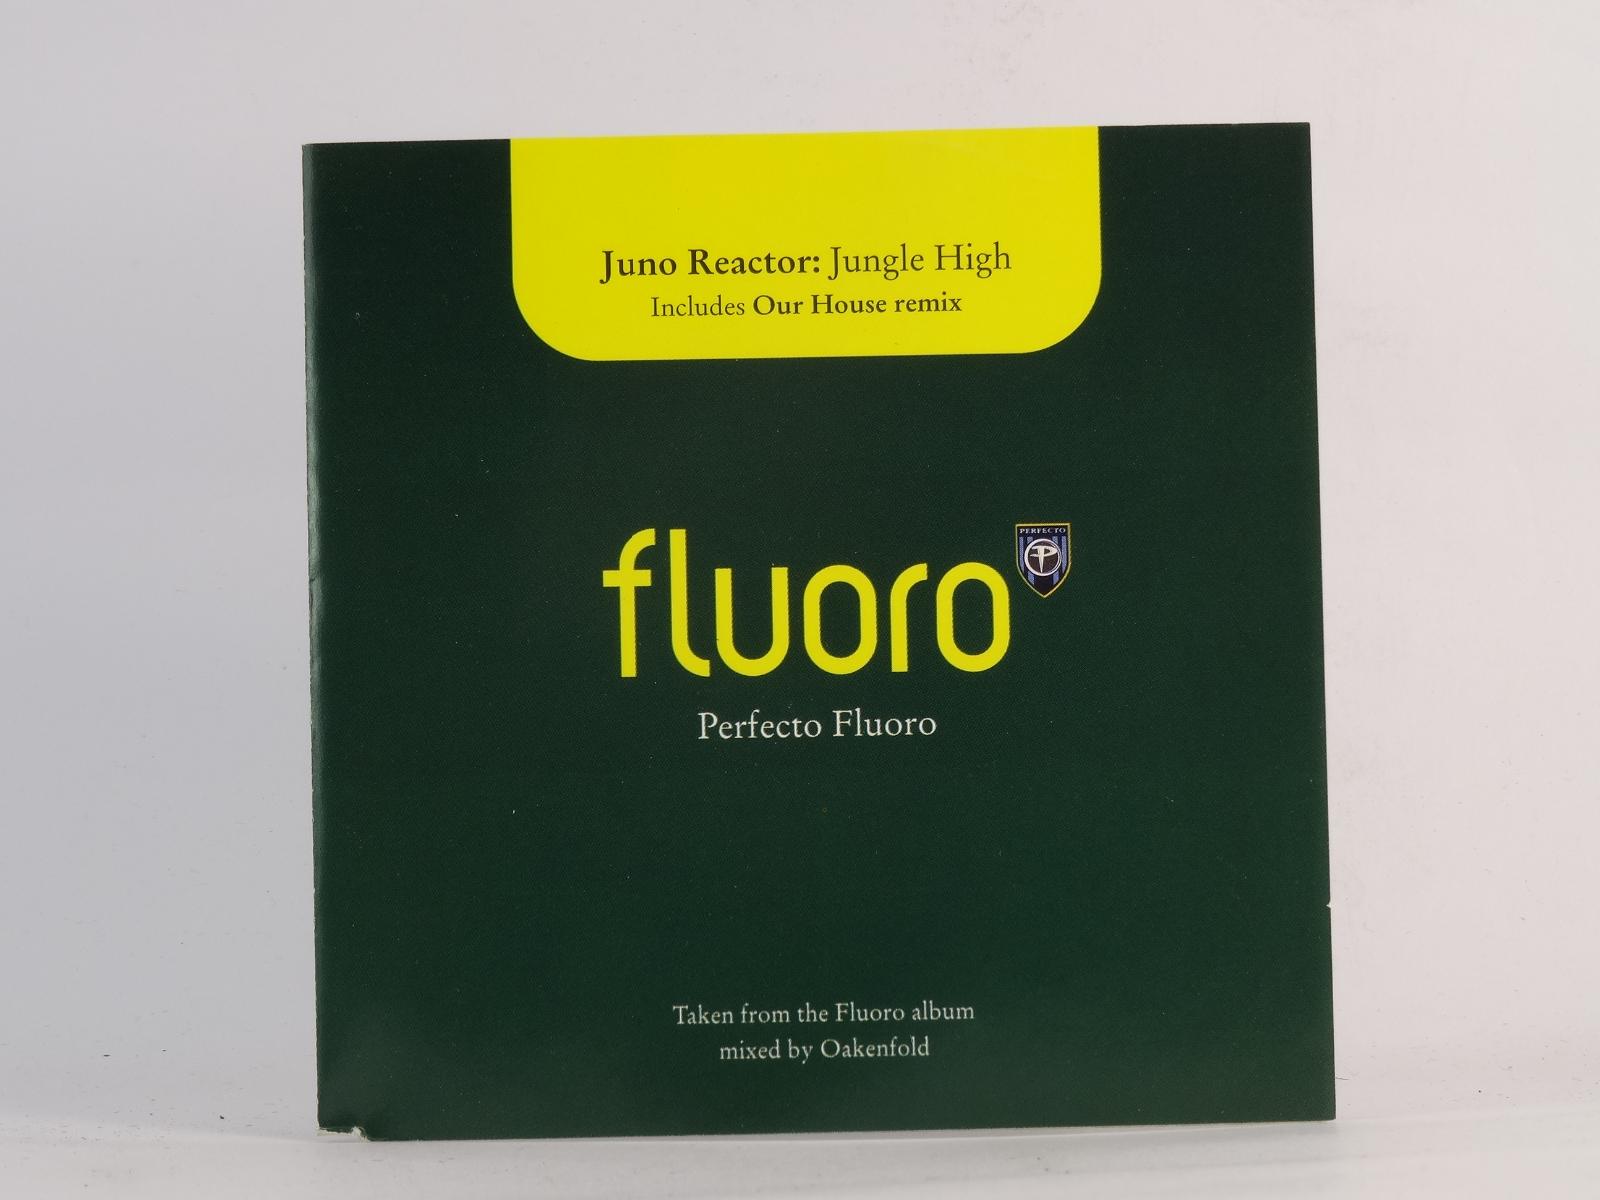 Juno Reactor: Jungle High
Includes Our House remix
fluoro
PERFECTO
P
Perfecto Fluoro
Taken from the Fluoro album
mixed by Oakenfold